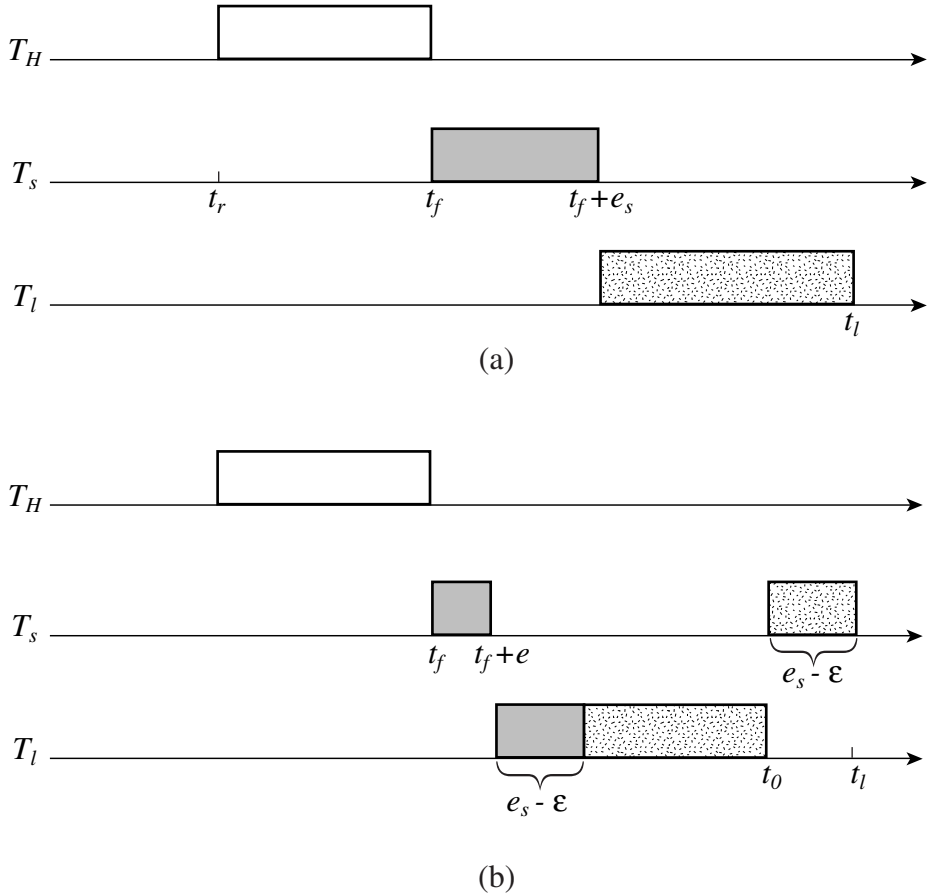 T_H
T_s
t_r t_f t_f + e_s
T_l
t_l
(a)
T_H
T_s
t_f t_f + e
e_s - ε
T_l
t_0 t_l
e_s - ε
(b)